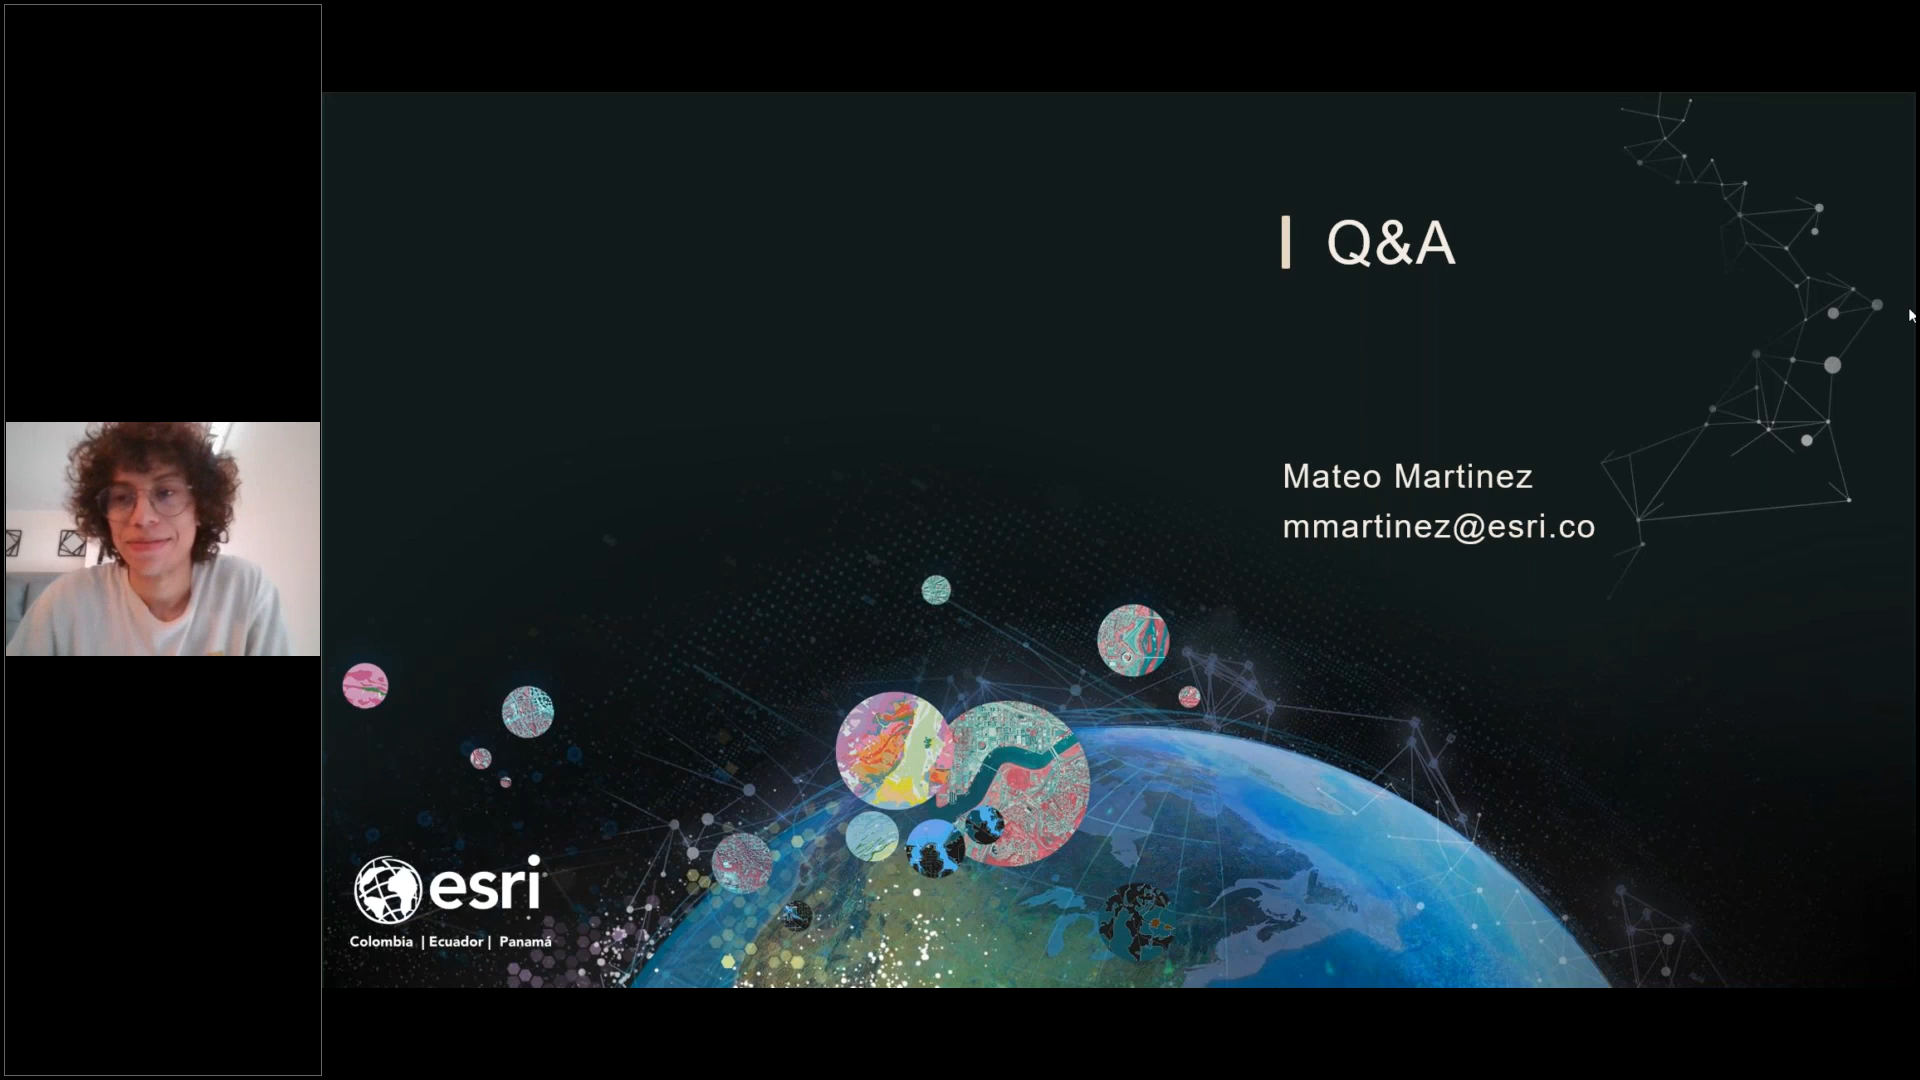 Q&A
Mateo Martinez
mmartinez@esri.co
esri
Colombia | Ecuador | Panamá